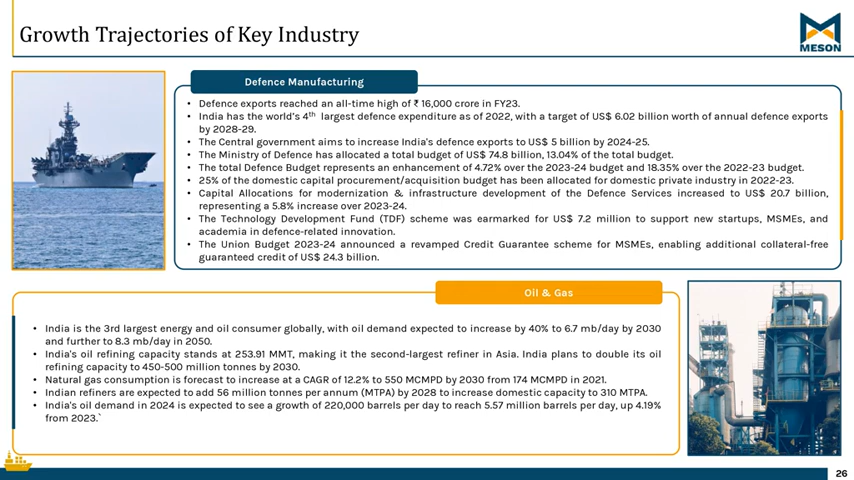 Growth Trajectories of Key Industry
MESON
Defence Manufacturing
• Defence exports reached an all-time high of ₹ 16,000 crore in FY23.
• India has the world's 4th largest defence expenditure as of 2022, with a target of US$ 6.02 billion worth of annual defence exports
by 2028-29.
• The Central government aims to increase India's defence exports to US$ 5 billion by 2024-25.
• The Ministry of Defence has allocated a total budget of US$ 74.8 billion, 13.04% of the total budget.
• The total Defence Budget represents an enhancement of 4.72% over the 2023-24 budget and 18.35% over the 2022-23 budget.
• 25% of the domestic capital procurement/acquisition budget has been allocated for domestic private industry in 2022-23.
• Capital Allocations for modernization & infrastructure development of the Defence Services increased to US$ 20.7 billion,
representing a 5.8% increase over 2023-24.
• The Technology Development Fund (TDF) scheme was earmarked for US$ 7.2 million to support new startups, MSMEs, and
academia in defence-related innovation.
• The Union Budget 2023-24 announced a revamped Credit Guarantee scheme for MSMEs, enabling additional collateral-free
guaranteed credit of US$ 24.3 billion.
Oil & Gas
• India is the 3rd largest energy and oil consumer globally, with oil demand expected to increase by 40% to 6.7 mb/day by 2030
and further to 8.3 mb/day in 2050.
• India's oil refining capacity stands at 253.91 MMT, making it the second-largest refiner in Asia. India plans to double its oil
refining capacity to 450-500 million tonnes by 2030.
• Natural gas consumption is forecast to increase at a CAGR of 12.2% to 550 MCMPD by 2030 from 174 MCMPD in 2021.
• Indian refiners are expected to add 56 million tonnes per annum (MTPA) by 2028 to increase domestic capacity to 310 MTPA.
• India's oil demand in 2024 is expected to see a growth of 220,000 barrels per day to reach 5.57 million barrels per day, up 4.19%
from 2023.`
26